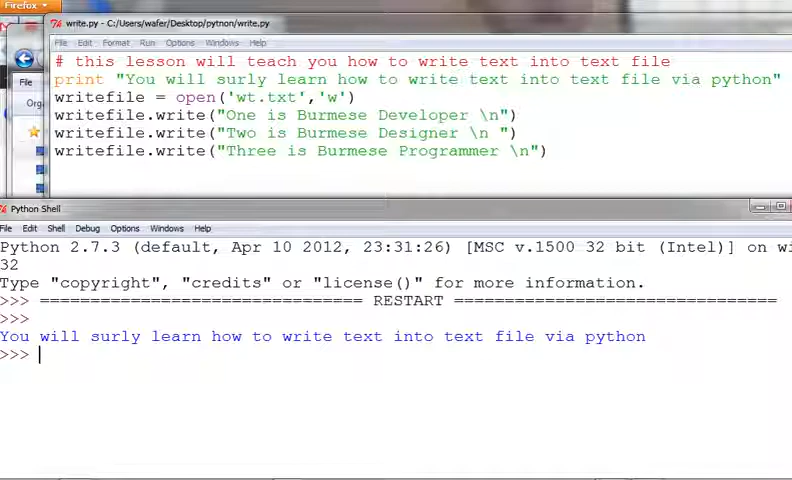 Firefox
write.py - C:/Users/wafer/Desktop/pytnon/write.py
File Edit Format Run Options Windows Help
# this lesson will teach you how to write text into text file
print "You will surly learn how to write text into text file via python"
writefile = open('wt.txt','w')
writefile.write("One is Burmese Developer \n")
writefile.write("Two is Burmese Designer \n ")
writefile.write("Three is Burmese Programmer \n")
File
Orga
Python Shell
File Edit Shell Debug Options Windows Help
Python 2.7.3 (default, Apr 10 2012, 23:31:26) [MSC v.1500 32 bit (Intel)] on wi
32
Type "copyright", "credits" or "license()" for more information.
>>> ================================ RESTART ================================
>>>
You will surly learn how to write text into text file via python
>>>